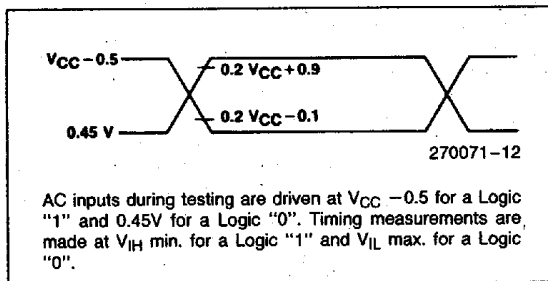 VCC−0.5
0.2 VCC+0.9
0.2 VCC−0.1
0.45 V
270071−12
AC inputs during testing are driven at VCC −0.5 for a Logic
"1" and 0.45V for a Logic "0". Timing measurements are
made at VIH min. for a Logic "1" and VIL max. for a Logic
"0".